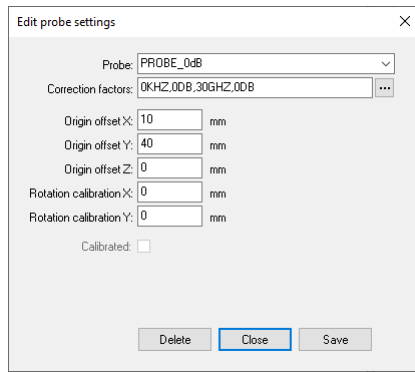 Edit probe settings
Probe: PROBE_0dB
Correction factors: 0KHZ,0DB,30GHZ,0DB ...
Origin offset X: 10 mm
Origin offset Y: 40 mm
Origin offset Z: 0 mm
Rotation calibration X: 0 mm
Rotation calibration Y: 0 mm
Calibrated:
Delete Close Save